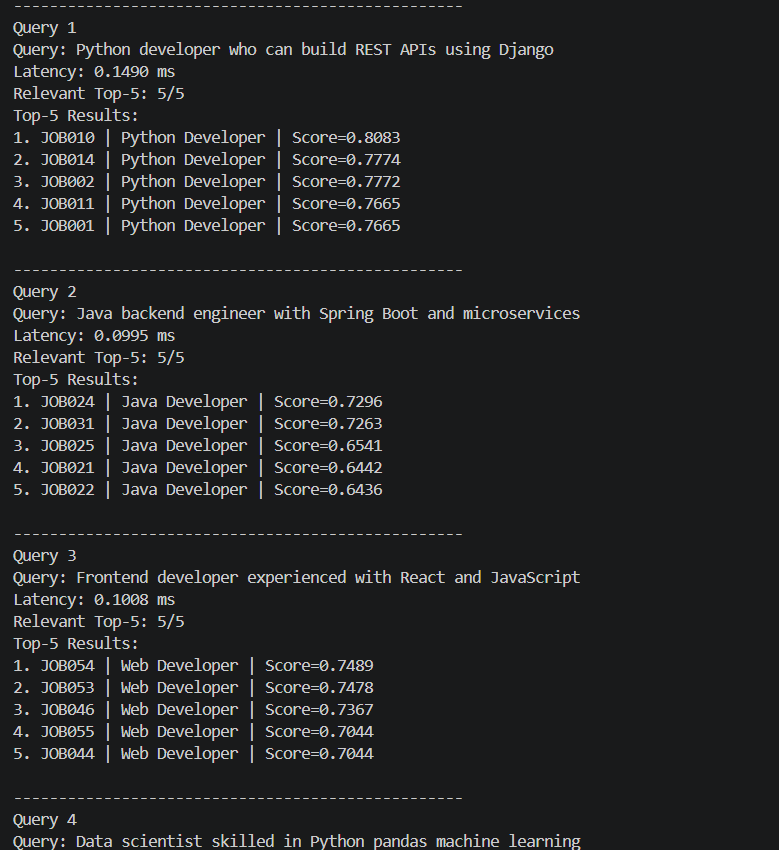 --------------------------------------------------
Query 1
Query: Python developer who can build REST APIs using Django
Latency: 0.1490 ms
Relevant Top-5: 5/5
Top-5 Results:
1. JOB010 | Python Developer | Score=0.8083
2. JOB014 | Python Developer | Score=0.7774
3. JOB002 | Python Developer | Score=0.7772
4. JOB011 | Python Developer | Score=0.7665
5. JOB001 | Python Developer | Score=0.7665
--------------------------------------------------
Query 2
Query: Java backend engineer with Spring Boot and microservices
Latency: 0.0995 ms
Relevant Top-5: 5/5
Top-5 Results:
1. JOB024 | Java Developer | Score=0.7296
2. JOB031 | Java Developer | Score=0.7263
3. JOB025 | Java Developer | Score=0.6541
4. JOB021 | Java Developer | Score=0.6442
5. JOB022 | Java Developer | Score=0.6436
--------------------------------------------------
Query 3
Query: Frontend developer experienced with React and JavaScript
Latency: 0.1008 ms
Relevant Top-5: 5/5
Top-5 Results:
1. JOB054 | Web Developer | Score=0.7489
2. JOB053 | Web Developer | Score=0.7478
3. JOB046 | Web Developer | Score=0.7367
4. JOB055 | Web Developer | Score=0.7044
5. JOB044 | Web Developer | Score=0.7044
--------------------------------------------------
Query 4
Query: Data scientist skilled in Python pandas machine learning